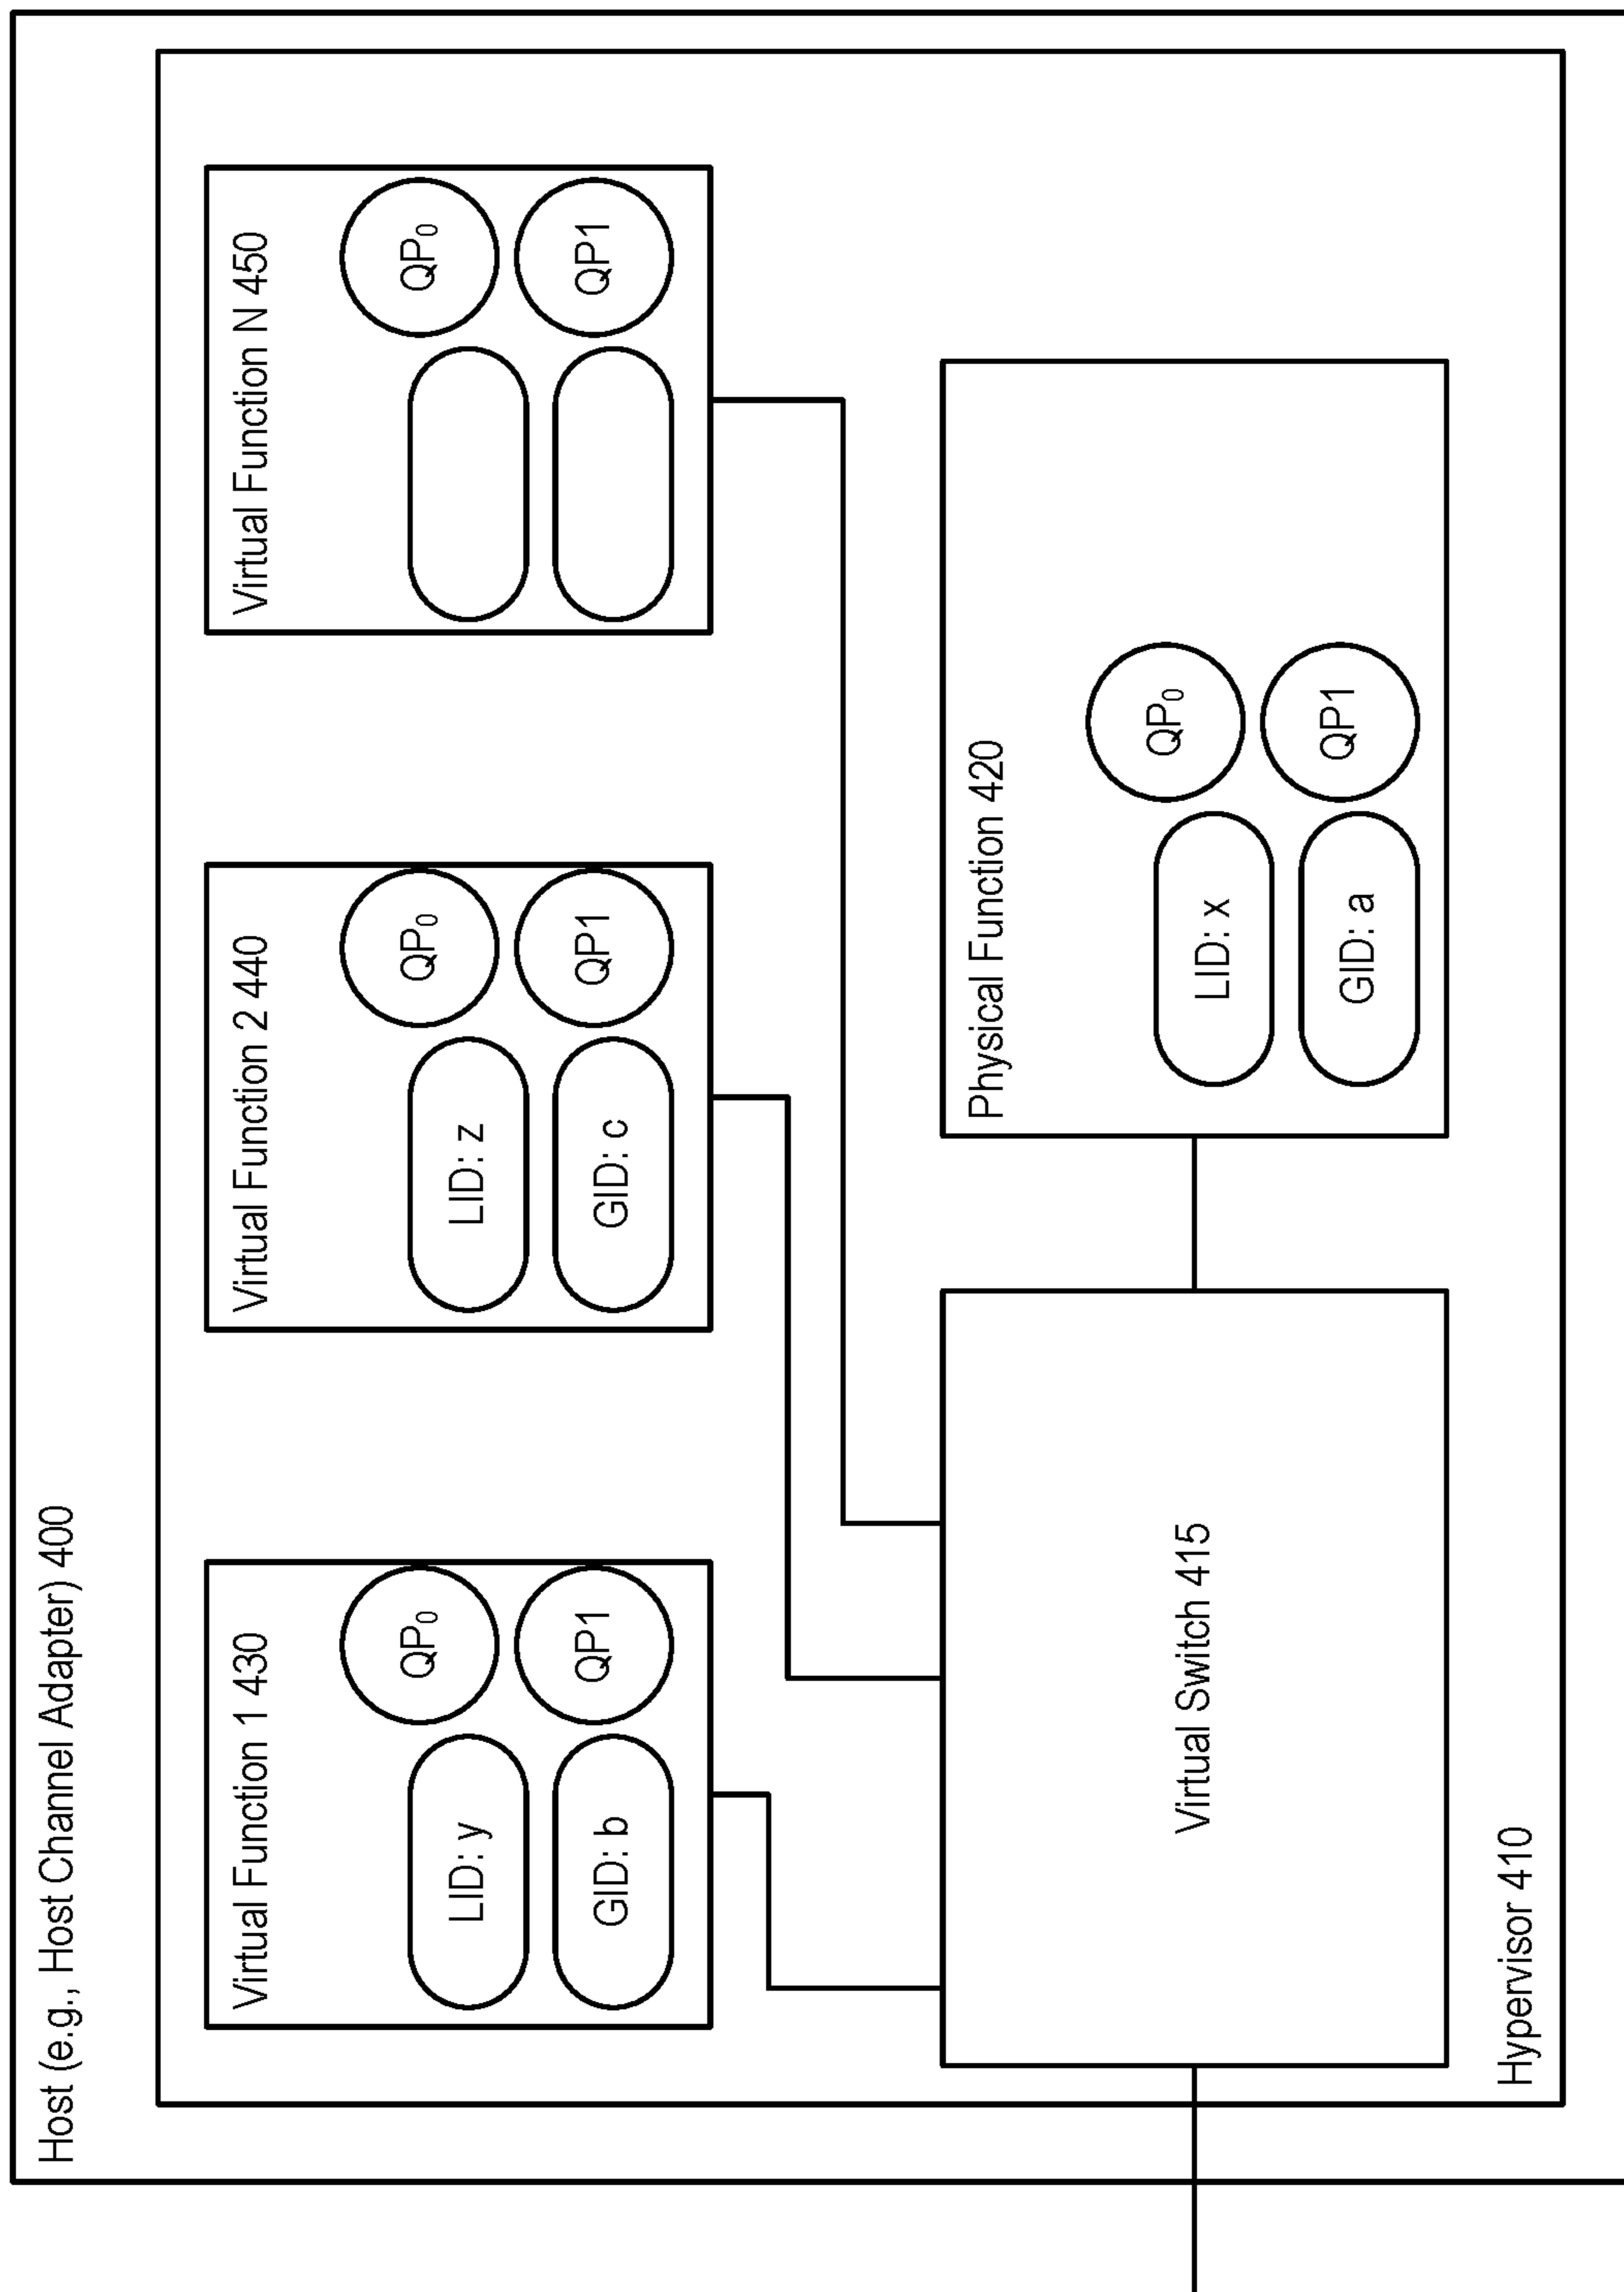 Host (e.g., Host Channel Adapter) 400
Virtual Function 1 430
LID: y
QP₀
GID: b
QP1
Virtual Function 2 440
LID: z
QP₀
GID: c
QP1
Virtual Function N 450
QP₀
QP1
Virtual Switch 415
Physical Function 420
LID: x
QP₀
GID: a
QP1
Hypervisor 410